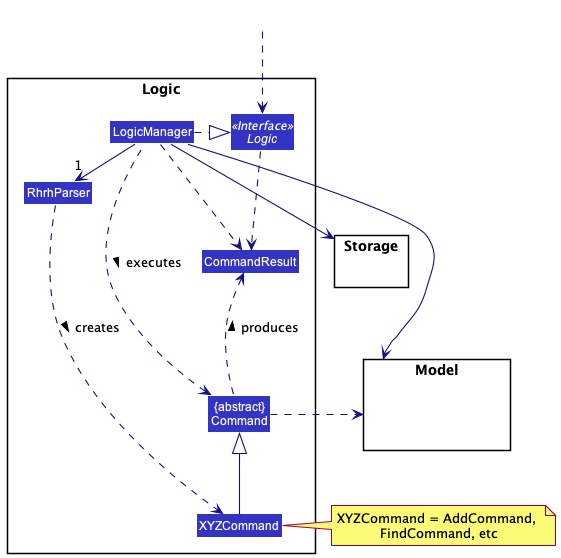 Logic
LogicManager
«Interface»
Logic
1
RhrhParser
CommandResult
Storage
executes
creates
produces
Model
{abstract}
Command
XYZCommand
XYZCommand = AddCommand,
FindCommand, etc